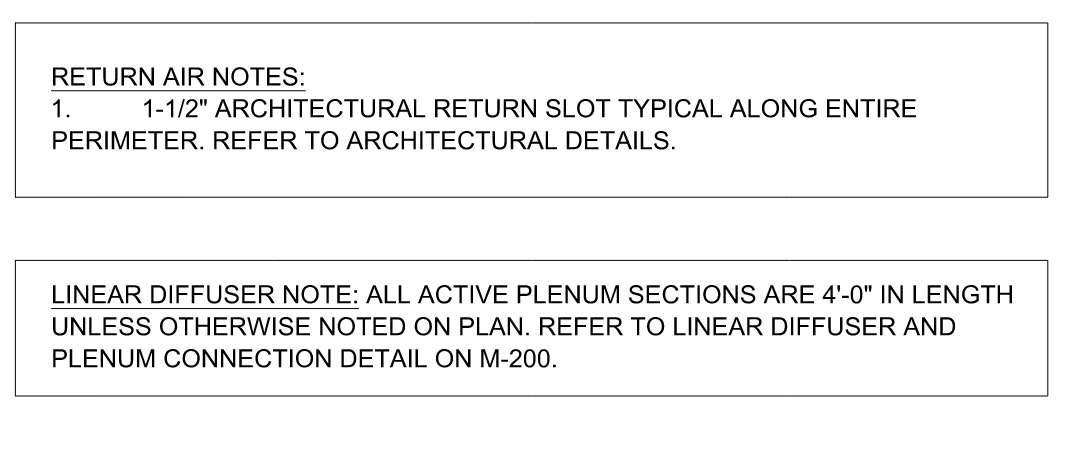 RETURN AIR NOTES:
1. 1-1/2" ARCHITECTURAL RETURN SLOT TYPICAL ALONG ENTIRE
PERIMETER. REFER TO ARCHITECTURAL DETAILS.
LINEAR DIFFUSER NOTE: ALL ACTIVE PLENUM SECTIONS ARE 4'-0" IN LENGTH
UNLESS OTHERWISE NOTED ON PLAN. REFER TO LINEAR DIFFUSER AND
PLENUM CONNECTION DETAIL ON M-200.